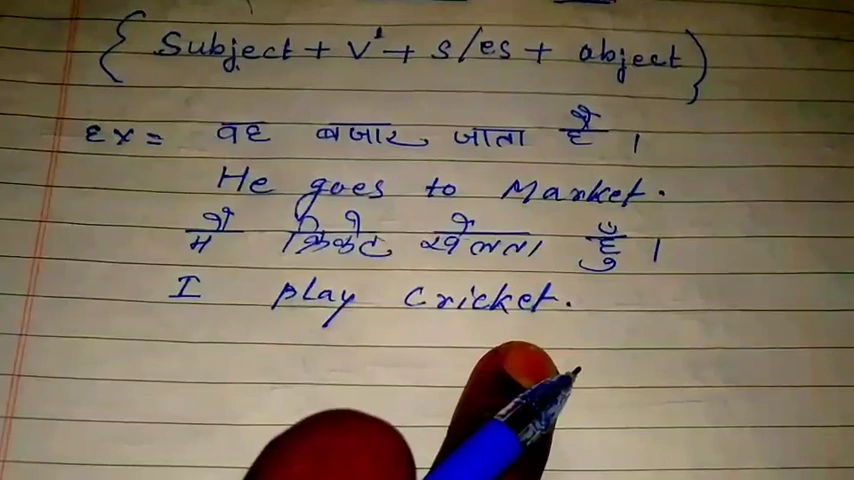 { Subject + V¹ + s/es + object }
Ex = वह बजार जाता है ।
He goes to Market.
मैं क्रिकेट खेलता हूँ ।
I play Cricket.